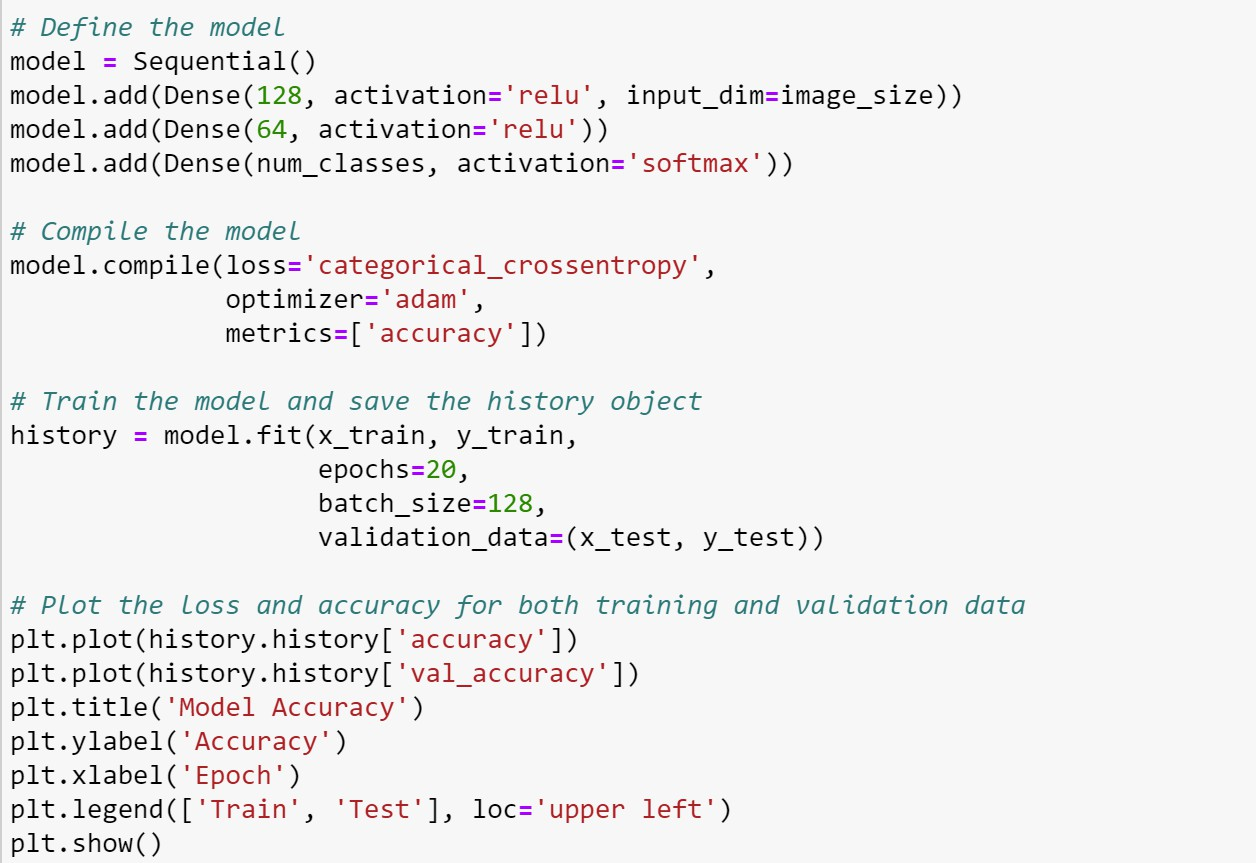 # Define the model
model = Sequential()
model.add(Dense(128, activation='relu', input_dim=image_size))
model.add(Dense(64, activation='relu'))
model.add(Dense(num_classes, activation='softmax'))

# Compile the model
model.compile(loss='categorical_crossentropy',
              optimizer='adam',
              metrics=['accuracy'])

# Train the model and save the history object
history = model.fit(x_train, y_train,
                    epochs=20,
                    batch_size=128,
                    validation_data=(x_test, y_test))

# Plot the loss and accuracy for both training and validation data
plt.plot(history.history['accuracy'])
plt.plot(history.history['val_accuracy'])
plt.title('Model Accuracy')
plt.ylabel('Accuracy')
plt.xlabel('Epoch')
plt.legend(['Train', 'Test'], loc='upper left')
plt.show()